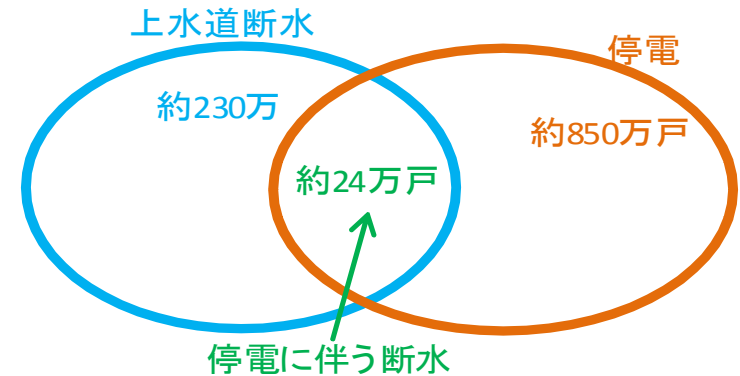 上水道断水
停電
約230万
約850万戸
約24万戸
停電に伴う断水